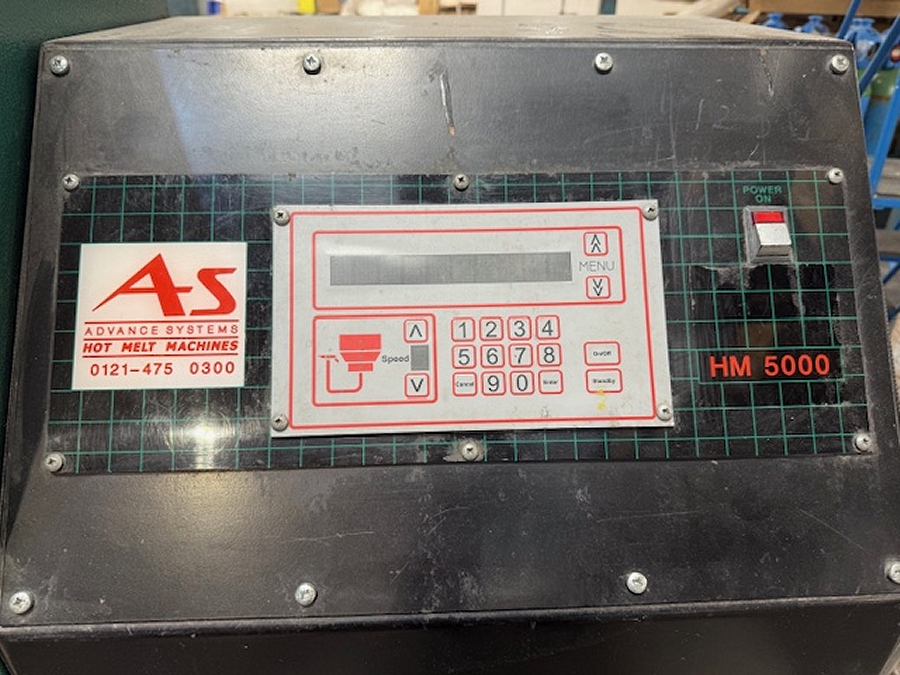 POWER
ON
AS
ADVANCE SYSTEMS
HOT MELT MACHINES
0121-475 0300
MENU
Speed
1 2 3 4
5 6 7 8
Cancel 9 0 Enter
On/Off
Standby
HM 5000